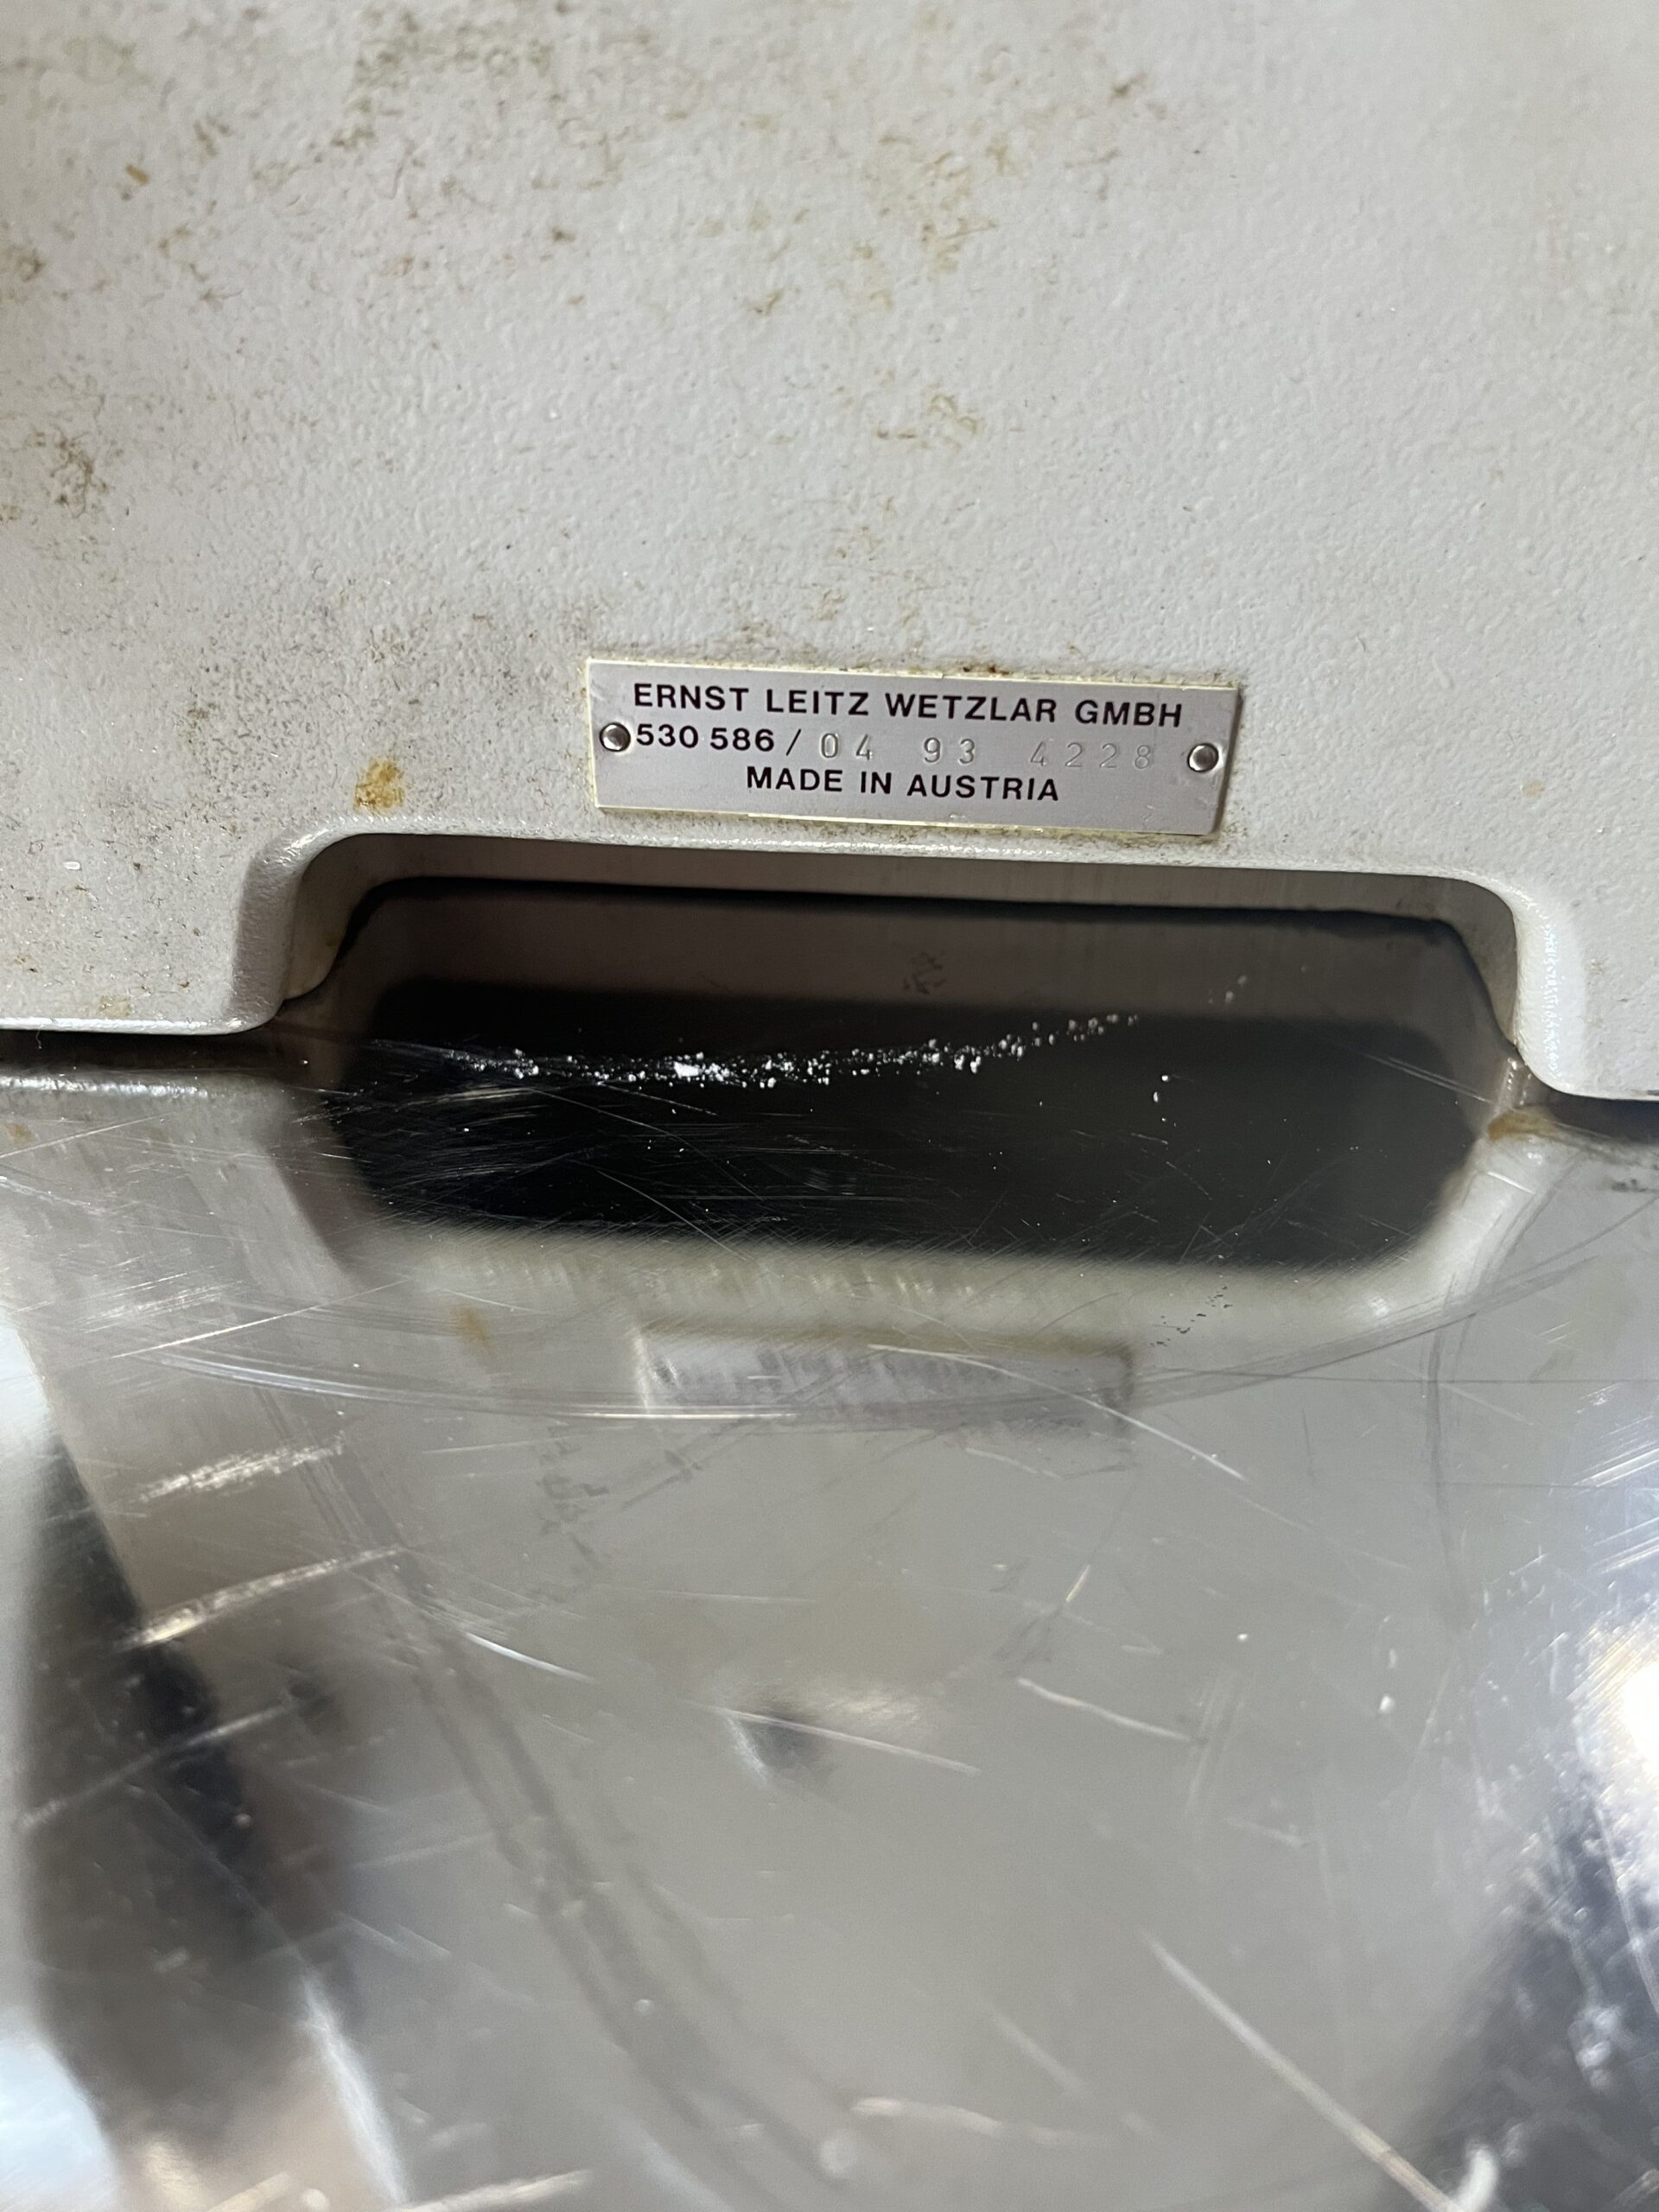 ERNST LEITZ WETZLAR GMBH
530 586 / 04 93 4228
MADE IN AUSTRIA